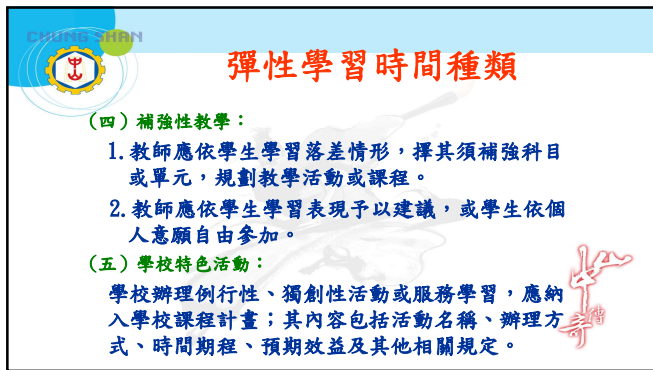 CHUNG SHAN
彈性學習時間種類
（四）補強性教學：
1.教師應依學生學習落差情形，擇其須補強科目
或單元，規劃教學活動或課程。
2.教師應依學生學習表現予以建議，或學生依個
人意願自由參加。
（五）學校特色活動：
學校辦理例行性、獨創性活動或服務學習，應納
入學校課程計畫；其內容包括活動名稱、辦理方
式、時間期程、預期效益及其他相關規定。
中山
傳奇